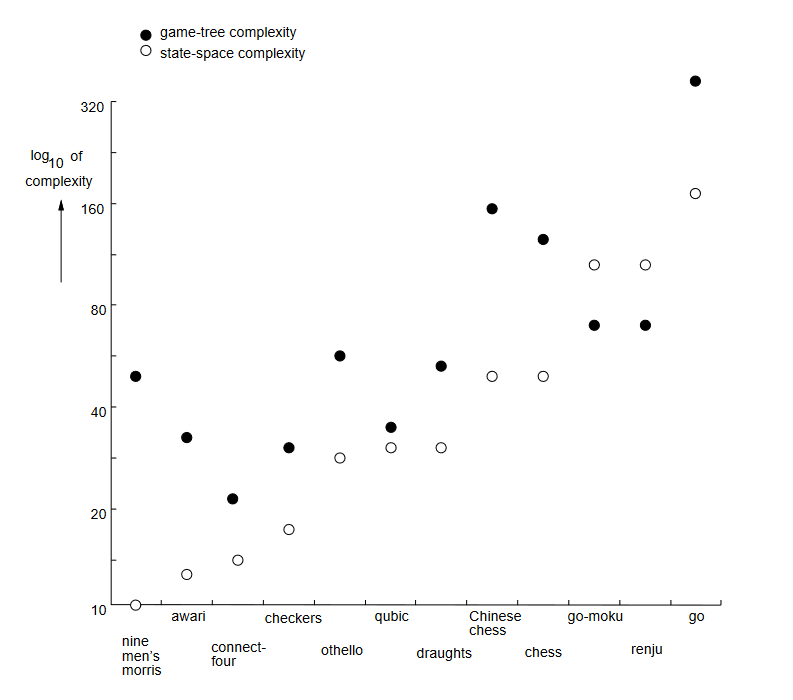 game-tree complexity
state-space complexity
320
log10 of
complexity
160
80
40
20
10
awari
checkers
qubic
Chinese
chess
go-moku
go
nine
men's
morris
connect-
four
othello
draughts
chess
renju